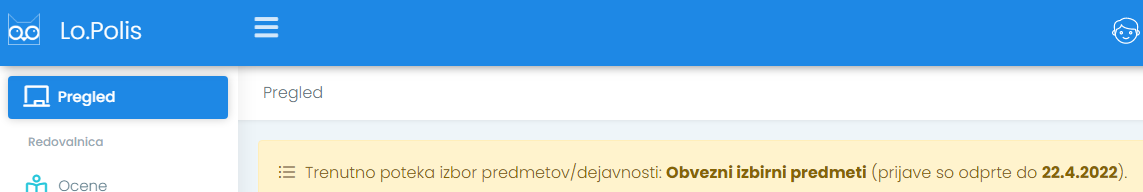 Lo.Polis
Pregled
Pregled
Redovalnica
Trenutno poteka izbor predmetov/dejavnosti: Obvezni izbirni predmeti (prijave so odprte do 22.4.2022).
Ocene